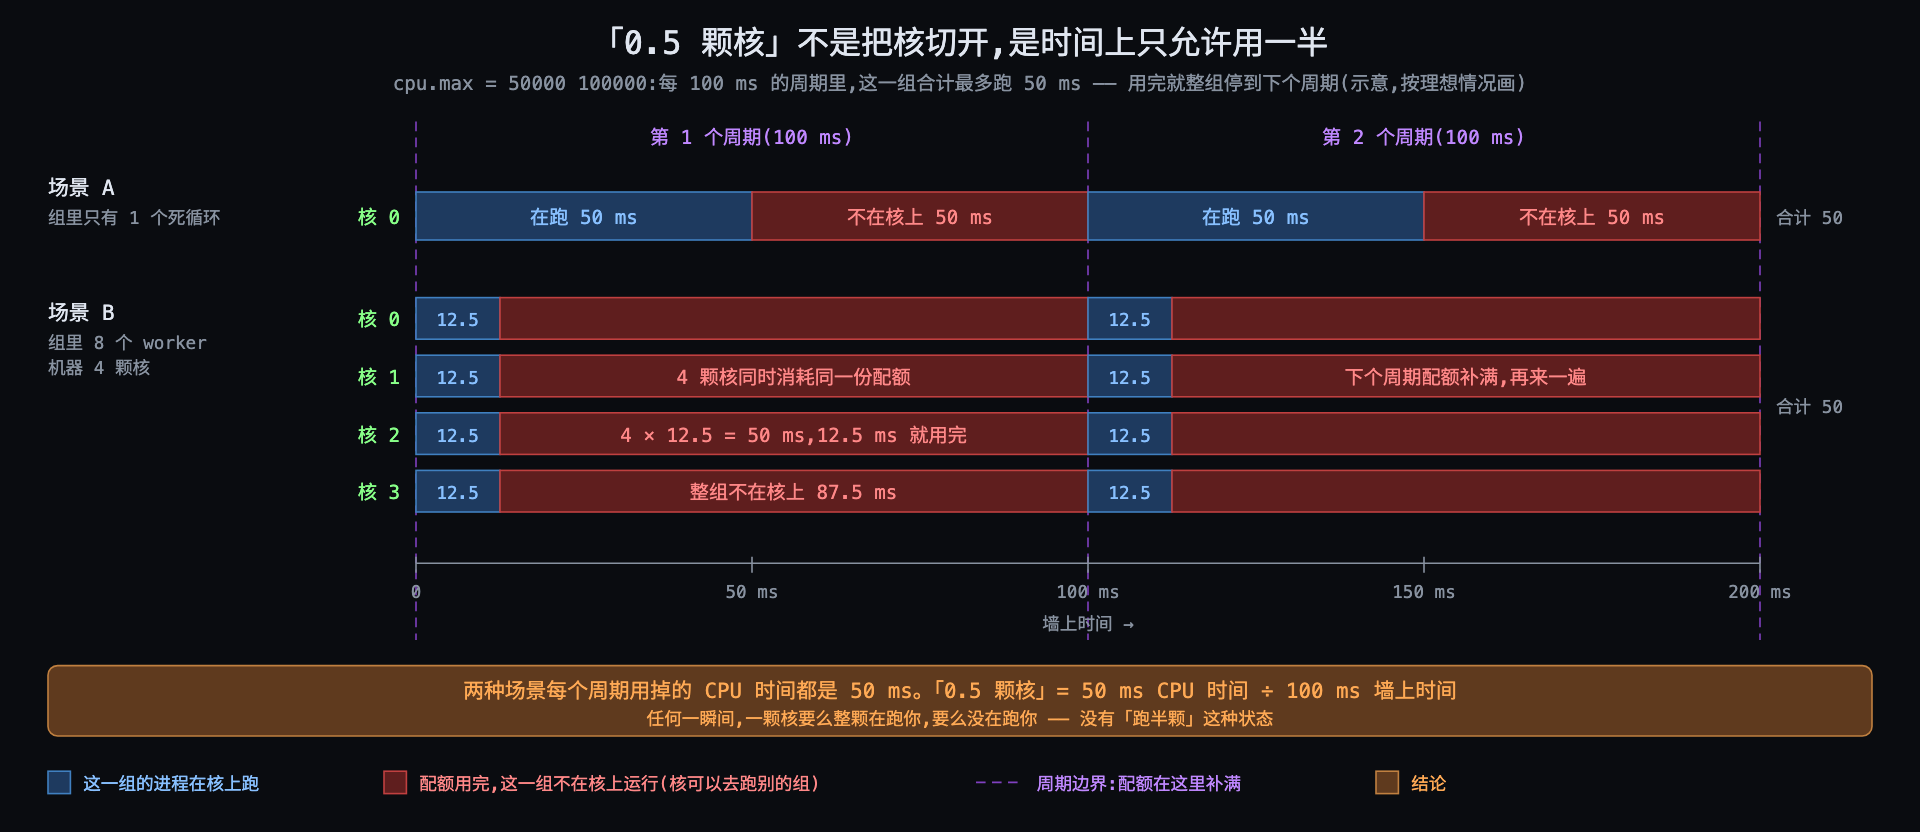 「0.5 颗核」不是把核切开,是时间上只允许用一半
cpu.max = 50000 100000:每 100 ms 的周期里,这一组合计最多跑 50 ms —— 用完就整组停到下个周期(示意,按理想情况画)
第 1 个周期(100 ms)
第 2 个周期(100 ms)
场景 A
组里只有 1 个死循环
核 0
在跑 50 ms
不在核上 50 ms
在跑 50 ms
不在核上 50 ms
合计 50
场景 B
组里 8 个 worker
机器 4 颗核
核 0
12.5
12.5
核 1
12.5
4 颗核同时消耗同一份配额
12.5
下个周期配额补满,再来一遍
合计 50
核 2
12.5
4 × 12.5 = 50 ms,12.5 ms 就用完
12.5
核 3
12.5
整组不在核上 87.5 ms
12.5
0
50 ms
100 ms
150 ms
200 ms
墙上时间 →
两种场景每个周期用掉的 CPU 时间都是 50 ms。「0.5 颗核」= 50 ms CPU 时间 ÷ 100 ms 墙上时间
任何一瞬间,一颗核要么整颗在跑你,要么没在跑你 —— 没有「跑半颗」这种状态
这一组的进程在核上跑
配额用完,这一组不在核上运行(核可以去跑别的组)
周期边界:配额在这里补满
结论